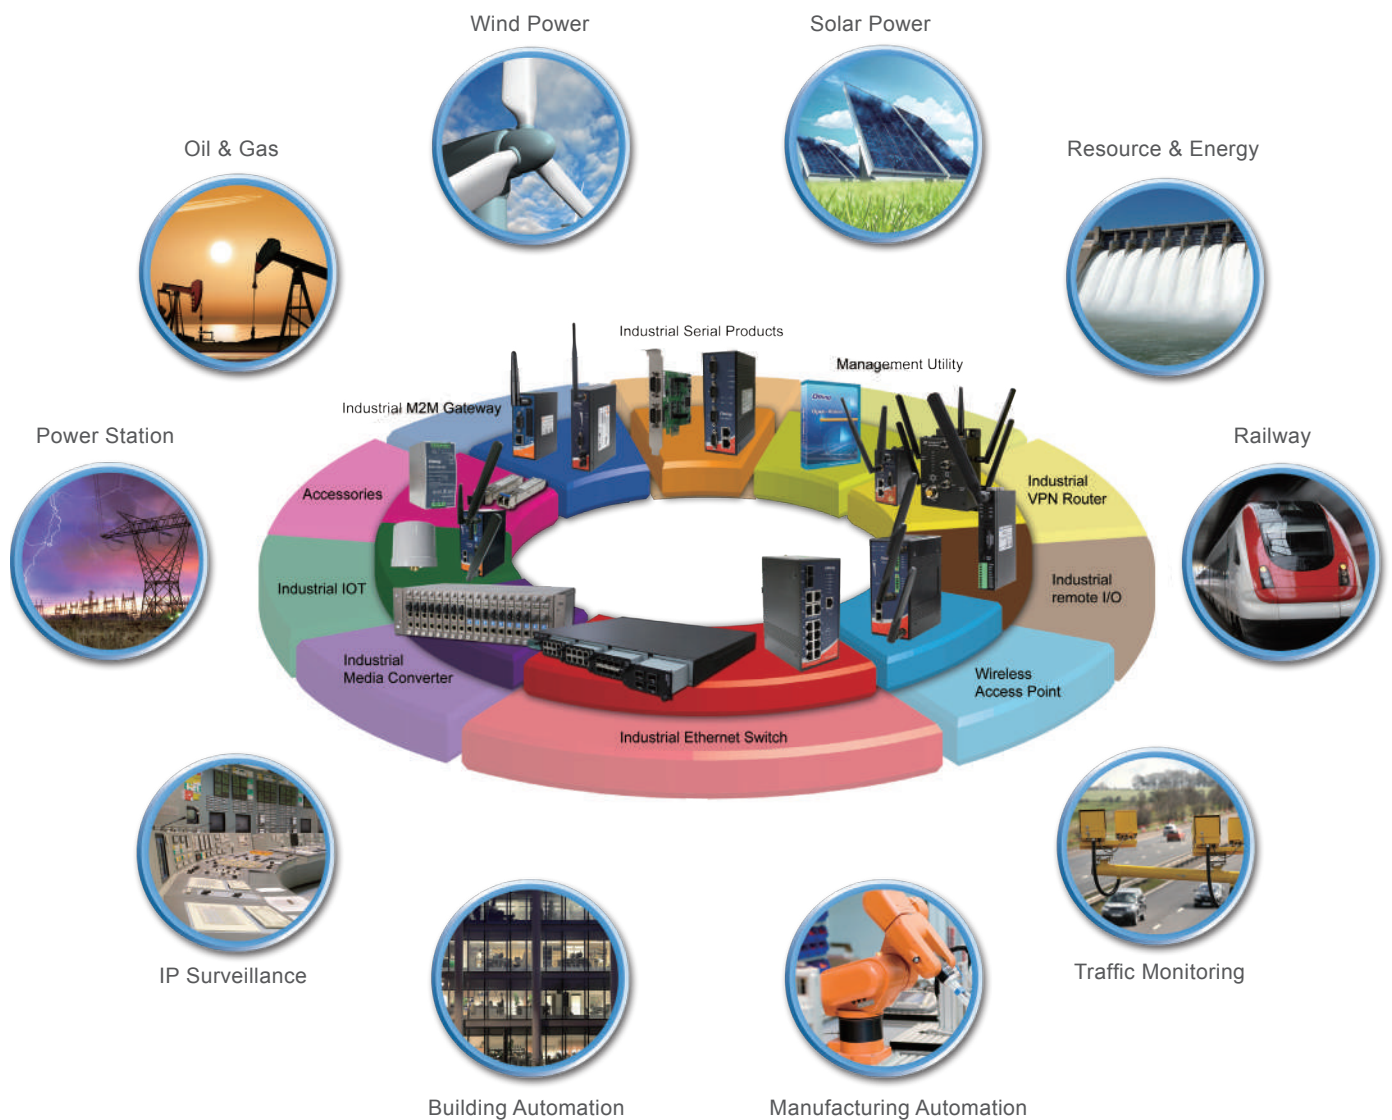 Wind Power
Solar Power
Oil & Gas
Resource & Energy
Industrial Serial Products
Management Utility
Industrial M2M Gateway
Power Station
Railway
Accessories
Industrial
VPN Router
Industrial IOT
Industrial
remote I/O
Industrial
Media Converter
Wireless
Access Point
Industrial Ethernet Switch
IP Surveillance
Traffic Monitoring
Building Automation
Manufacturing Automation